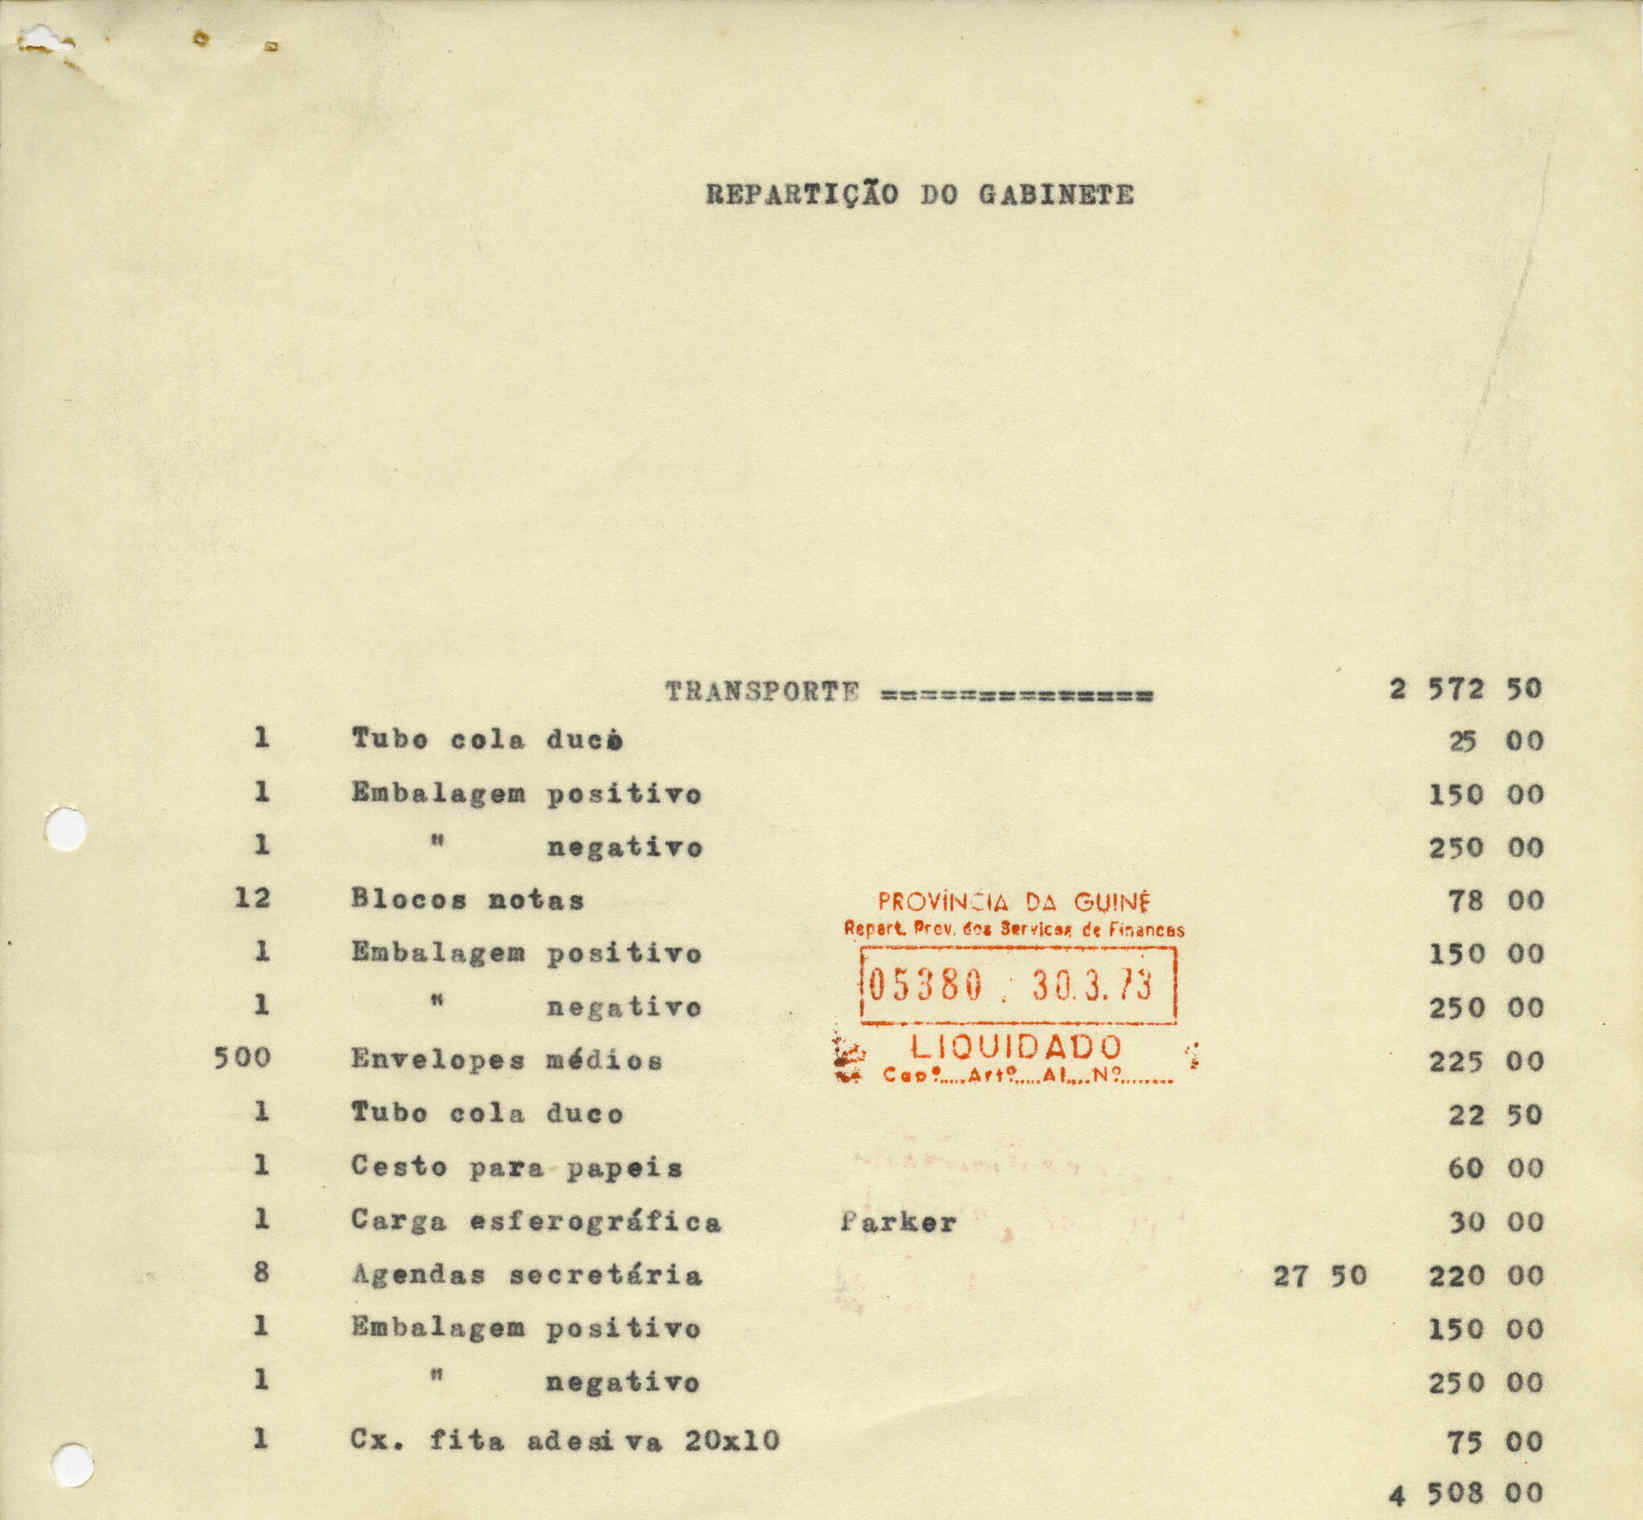 REPARTIÇÃO DO GABINETE
TRANSPORTE ============== 2 572 50
1 Tubo cola duco 25 00
1 Embalagem positivo 150 00
1 " negativo 250 00
12 Blocos notas 78 00
PROVÍNCIA DA GUINÉ
Repart. Prov. dos Serviços de Finanças
1 Embalagem positivo 150 00
05380 . 30.3.73
1 " negativo 250 00
LIQUIDADO
500 Envelopes médios 225 00
Capº.....Artº.....Al....Nº........
1 Tubo cola duco 22 50
1 Cesto para papeis 60 00
1 Carga esferográfica Parker 30 00
8 Agendas secretária 27 50 220 00
1 Embalagem positivo 150 00
1 " negativo 250 00
1 Cx. fita adesiva 20x10 75 00
4 508 00